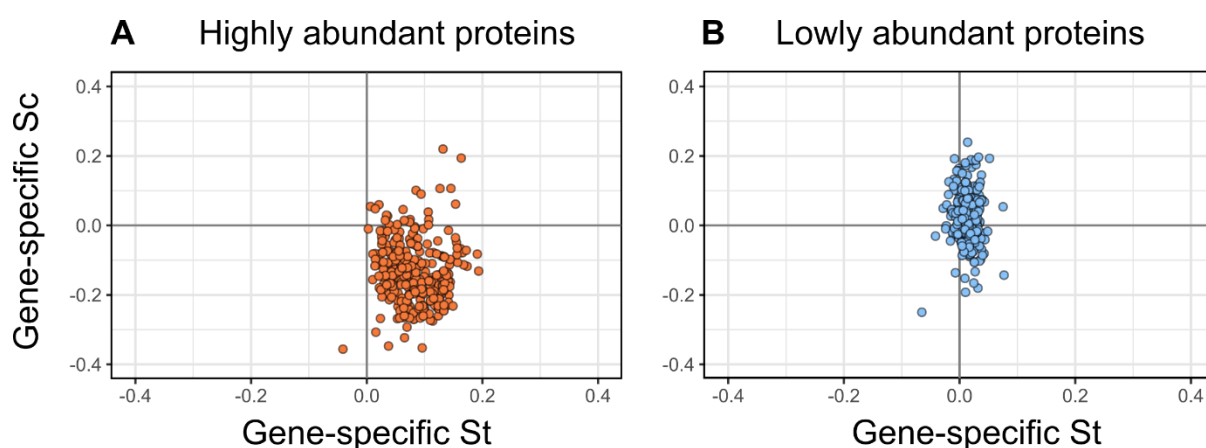 A Highly abundant proteins
B Lowly abundant proteins
Gene-specific Sc
0.4
0.2
0.0
-0.2
-0.4
-0.4 -0.2 0.0 0.2 0.4
Gene-specific St
0.4
0.2
0.0
-0.2
-0.4
-0.4 -0.2 0.0 0.2 0.4
Gene-specific St